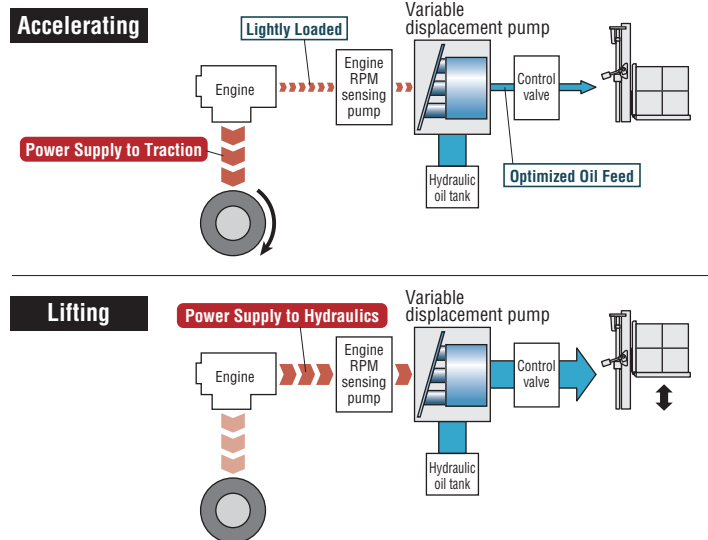 Accelerating
Lightly Loaded
Variable
displacement pump
Engine
Engine
RPM
sensing
pump
Control
valve
Power Supply to Traction
Hydraulic
oil tank
Optimized Oil Feed
Lifting
Power Supply to Hydraulics
Variable
displacement pump
Engine
Engine
RPM
sensing
pump
Control
valve
Hydraulic
oil tank